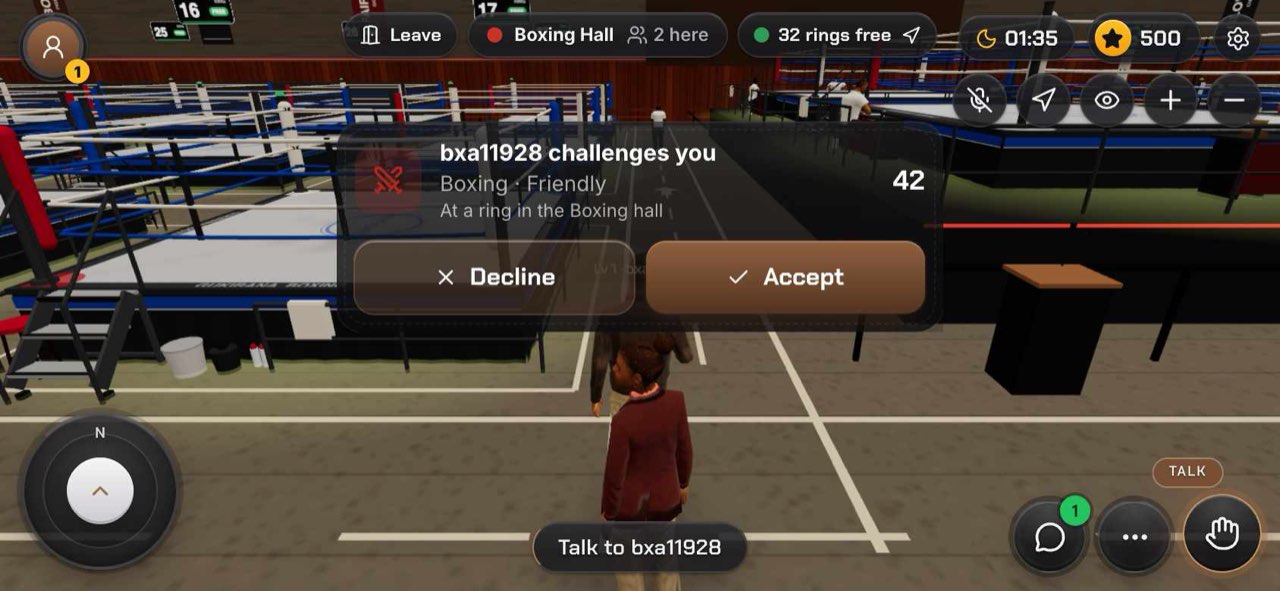 16
25
17
Leave
Boxing Hall 2 here
32 rings free
01:35
500
1
bxa11928 challenges you
Boxing · Friendly
At a ring in the Boxing hall
42
Decline
Accept
N
TALK
1
Talk to bxa11928